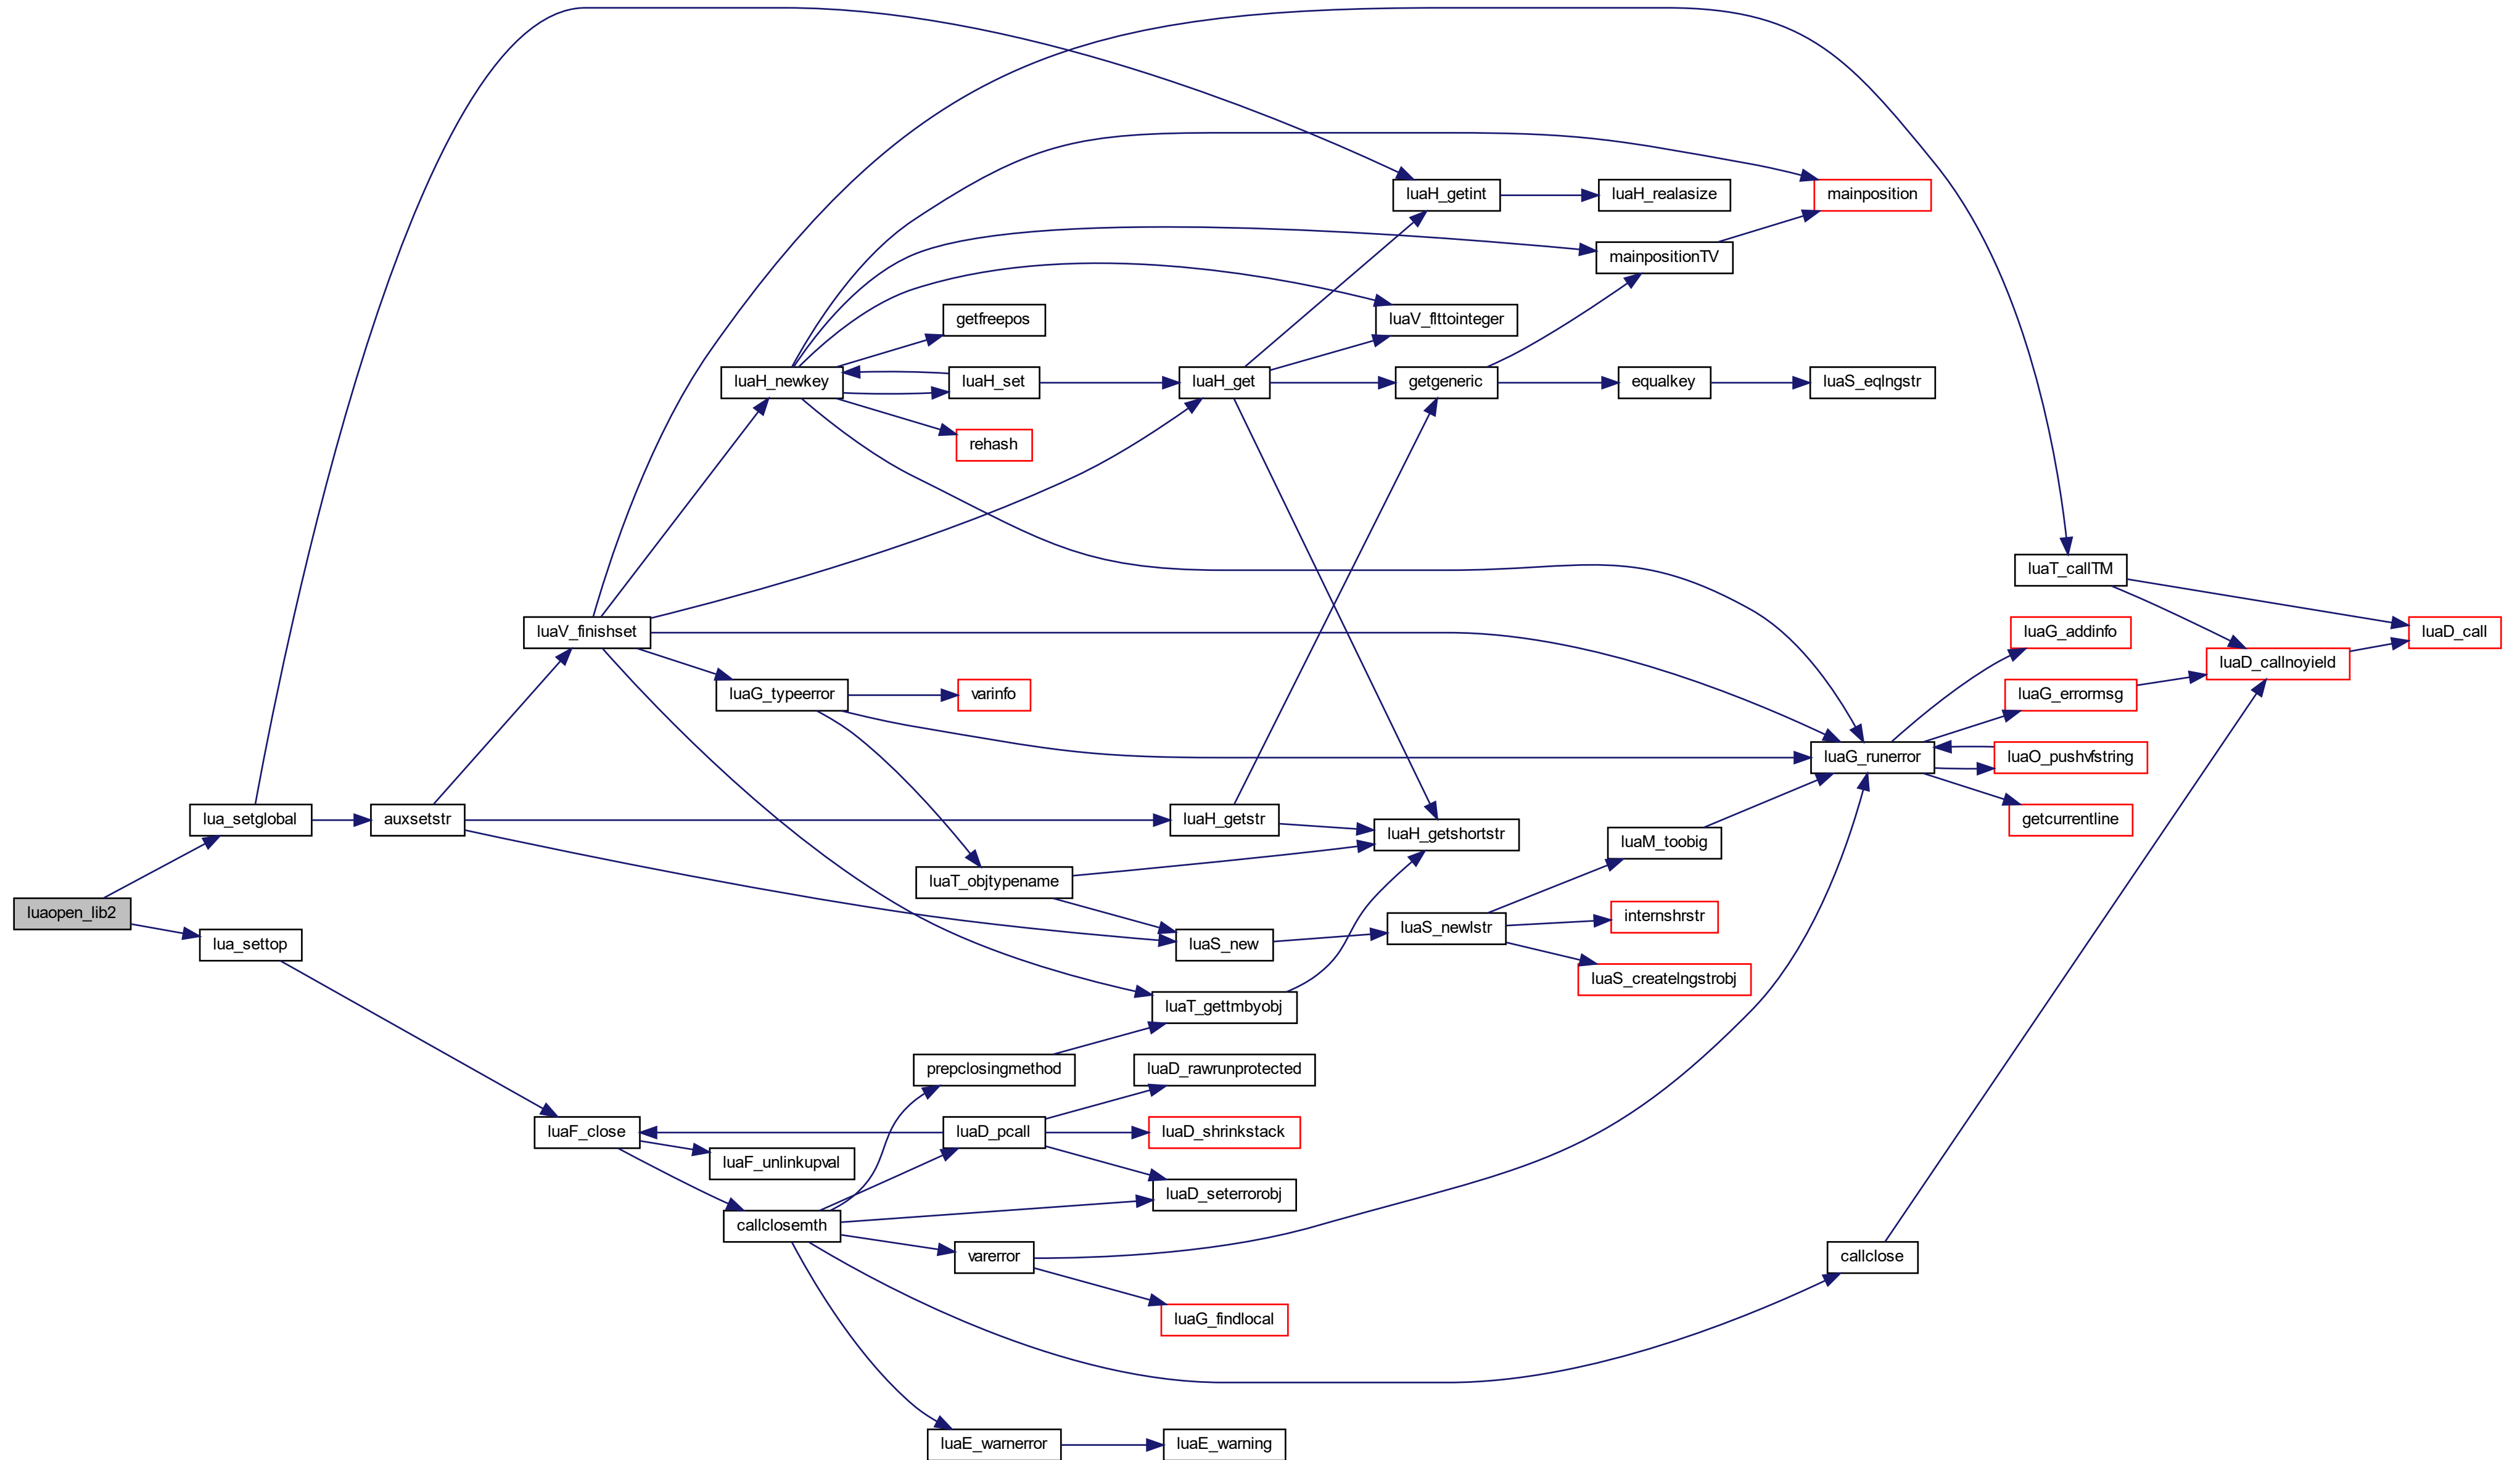 luaH_getint
luaH_realasize
mainposition
mainpositionTV
getfreepos
luaV_flttointeger
luaH_newkey
luaH_set
luaH_get
getgeneric
equalkey
luaS_eqlngstr
rehash
luaT_callTM
luaV_finishset
luaG_addinfo
luaD_call
luaD_callnoyield
luaG_typeerror
varinfo
luaG_errormsg
luaG_runerror
luaO_pushvfstring
lua_setglobal
auxsetstr
luaH_getstr
luaH_getshortstr
getcurrentline
luaM_toobig
luaT_objtypename
luaopen_lib2
internshrstr
lua_settop
luaS_new
luaS_newlstr
luaS_createlngstrobj
luaT_gettmbyobj
prepclosingmethod
luaD_rawrunprotected
luaF_close
luaD_pcall
luaD_shrinkstack
luaF_unlinkupval
luaD_seterrorobj
callclosemth
varerror
callclose
luaG_findlocal
luaE_warnerror
luaE_warning